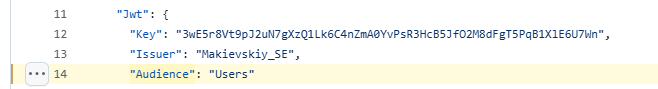 11 "Jwt": {
12 "Key": "3wE5r8Vt9pJ2uN7gXzQ1Lk6C4nZmA0YvPsR3HcB5JfO2M8dFgT5PqB1X1E6U7Wn",
13 "Issuer": "Makievskiy_SE",
14 "Audience": "Users"